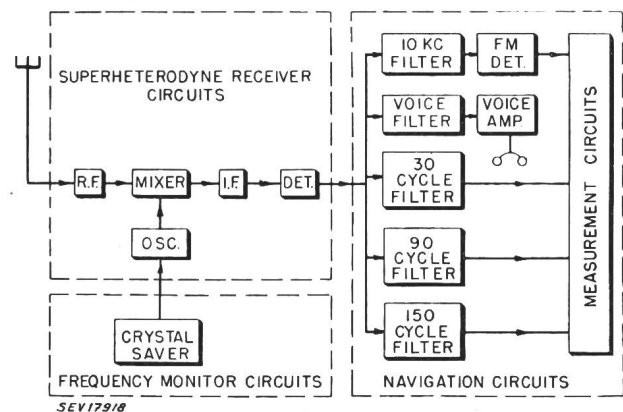 SUPERHETERODYNE RECEIVER
CIRCUITS
R.F.
MIXER
I.F.
DET.
OSC.
CRYSTAL
SAVER
FREQUENCY MONITOR CIRCUITS
10 KC
FILTER
FM
DET.
VOICE
FILTER
VOICE
AMP.
30
CYCLE
FILTER
90
CYCLE
FILTER
150
CYCLE
FILTER
MEASUREMENT CIRCUITS
NAVIGATION CIRCUITS
SEV17918